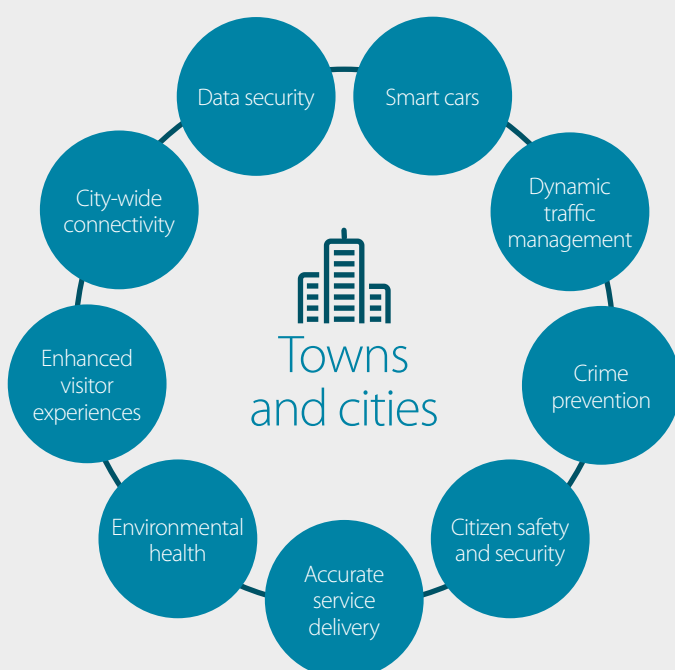 Data security
Smart cars
Dynamic
traffic
management
Crime
prevention
Citizen safety
and security
Accurate
service
delivery
Environmental
health
Enhanced
visitor
experiences
City-wide
connectivity
Towns
and cities